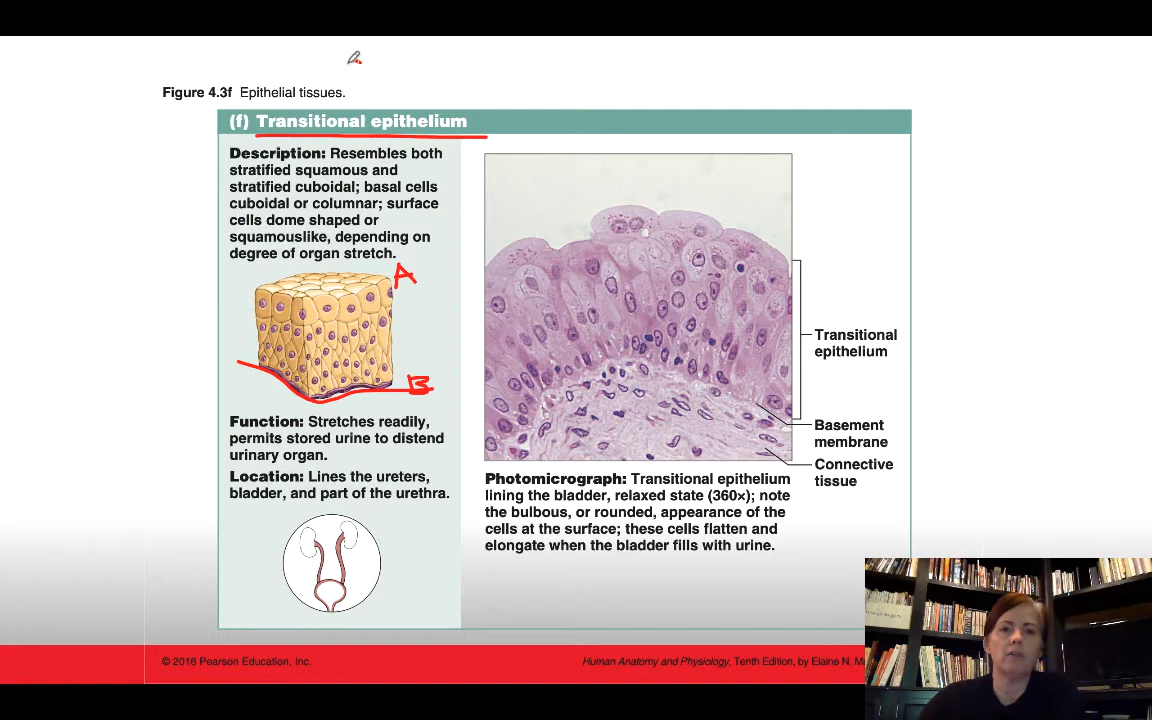 Figure 4.3f Epithelial tissues.
(f) Transitional epithelium
Description: Resembles both
stratified squamous and
stratified cuboidal; basal cells
cuboidal or columnar; surface
cells dome shaped or
squamouslike, depending on
degree of organ stretch.
A
B
Function: Stretches readily,
permits stored urine to distend
urinary organ.
Location: Lines the ureters,
bladder, and part of the urethra.
Transitional
epithelium
Basement
membrane
Connective
tissue
Photomicrograph: Transitional epithelium
lining the bladder, relaxed state (360×); note
the bulbous, or rounded, appearance of the
cells at the surface; these cells flatten and
elongate when the bladder fills with urine.
© 2016 Pearson Education, Inc.
Human Anatomy and Physiology, Tenth Edition, by Elaine N.